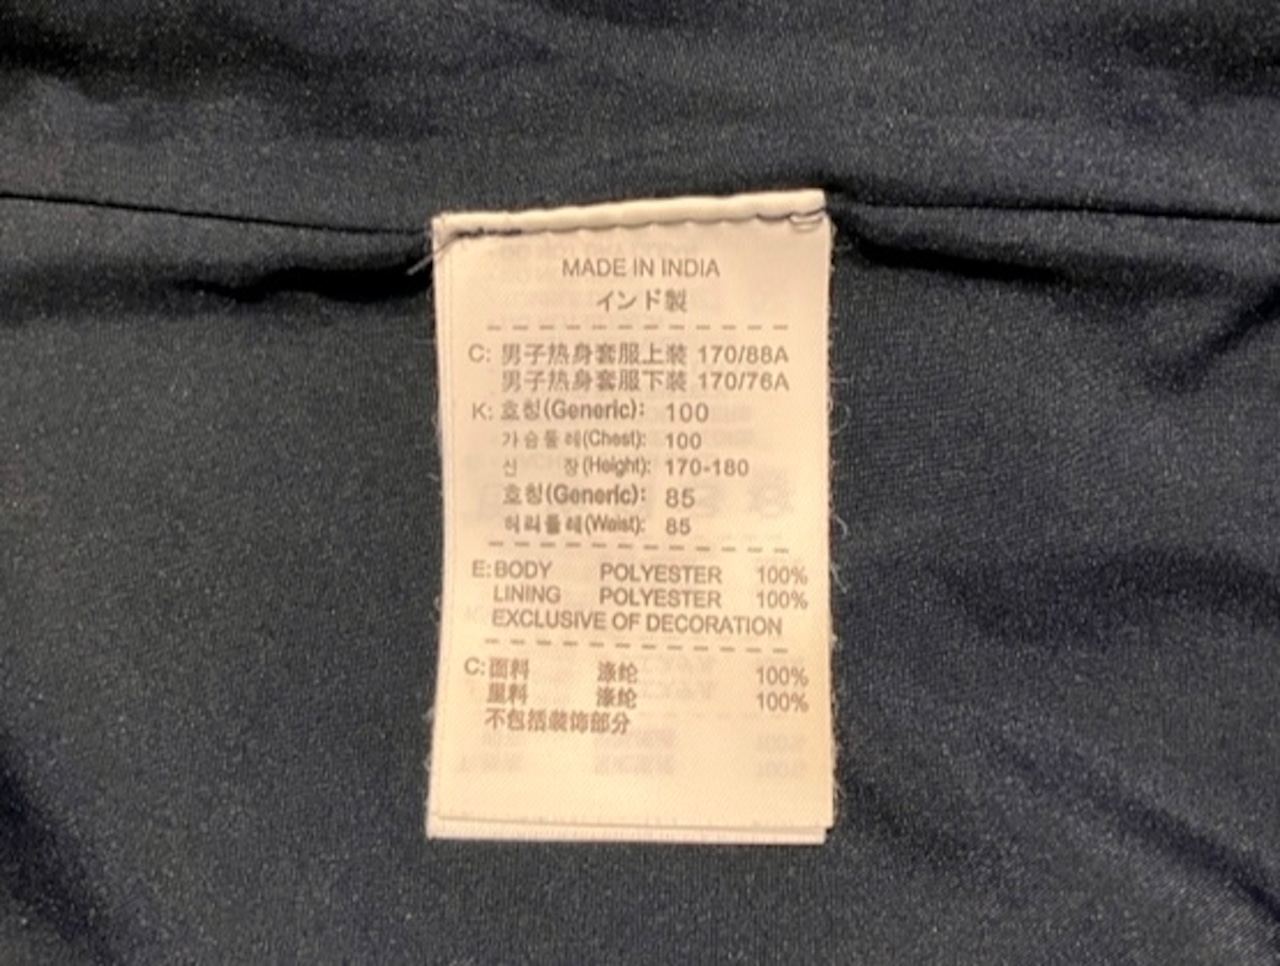 MADE IN INDIA
インド製
C: 男子热身套服上装 170/88A
男子热身套服下装 170/76A
K: 호칭(Generic): 100
가슴둘레(Chest): 100
신 장(Height): 170-180
호칭(Generic): 85
허리둘레(Waist): 85
E: BODY POLYESTER 100%
LINING POLYESTER 100%
EXCLUSIVE OF DECORATION
C: 面料 涤纶 100%
里料 涤纶 100%
不包括装饰部分